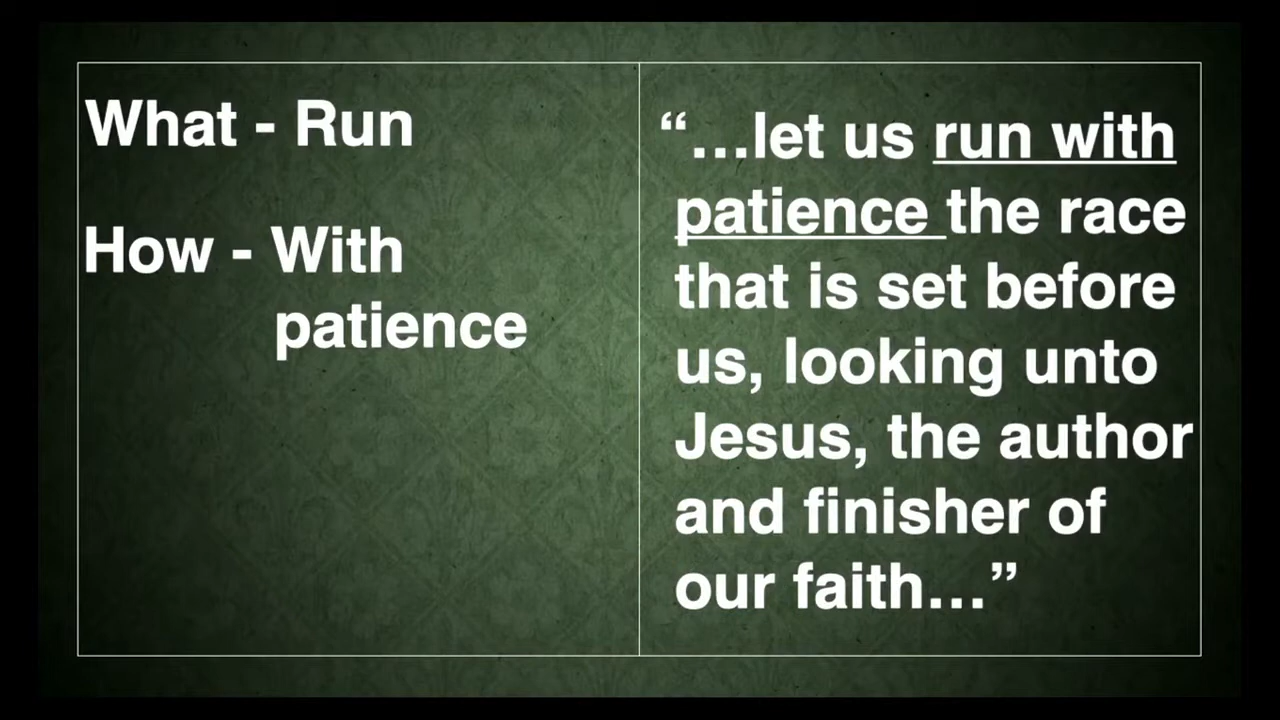 What - Run
How - With
patience
“…let us run with
patience the race
that is set before
us, looking unto
Jesus, the author
and finisher of
our faith…”